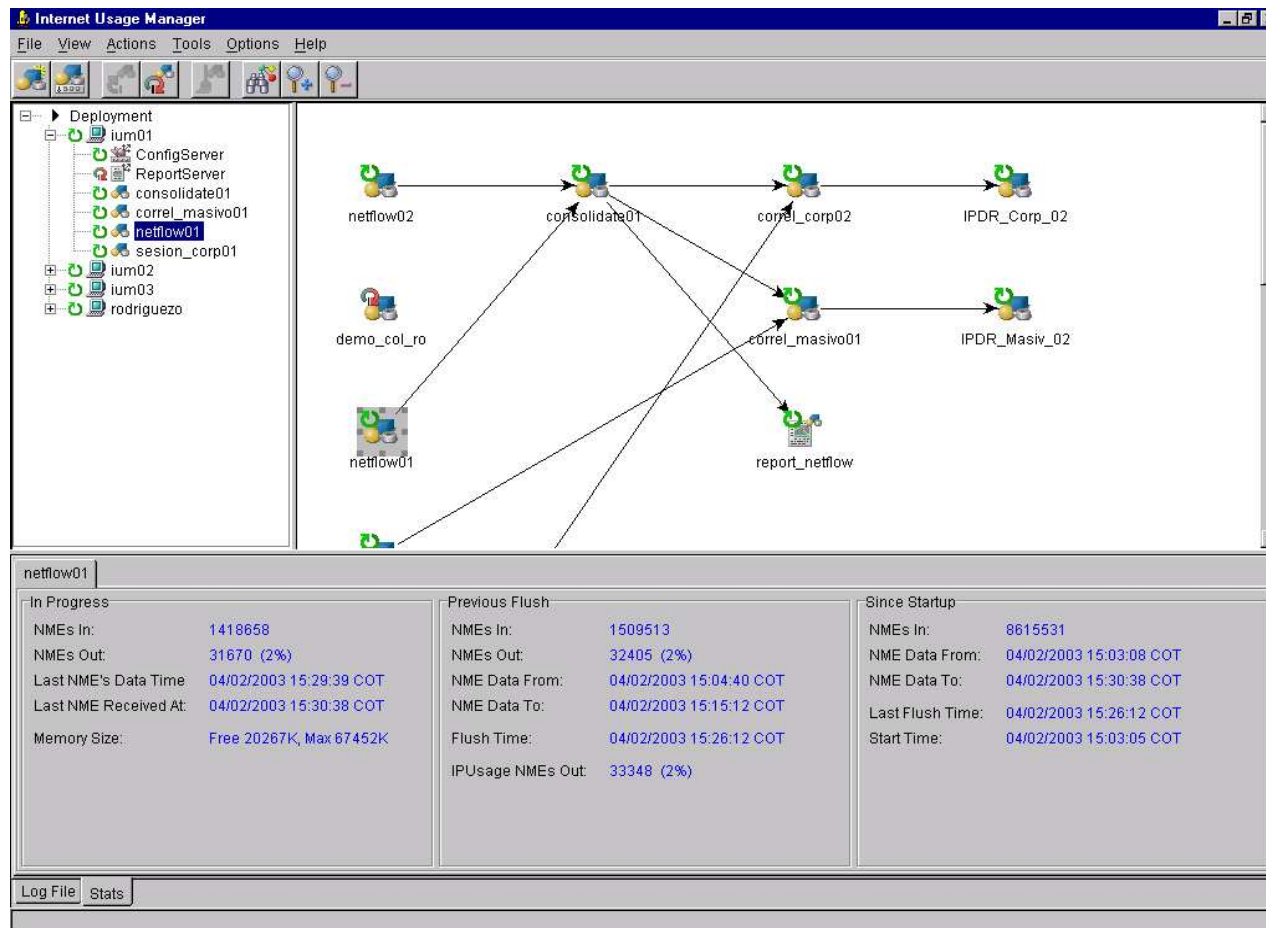 Internet Usage Manager
File View Actions Tools Options Help
Deployment
ium01
ConfigServer
ReportServer
consolidate01
correl_masivo01
netflow01
sesion_corp01
ium02
ium03
rodriguezo
netflow02
consolidate01
correl_corp02
IPDR_Corp_02
demo_col_ro
correl_masivo01
IPDR_Masiv_02
netflow01
report_netflow
netflow01
In Progress
NMEs In: 1418658
NMEs Out: 31670 (2%)
Last NME's Data Time 04/02/2003 15:29:39 COT
Last NME Received At: 04/02/2003 15:30:38 COT
Memory Size: Free 20267K, Max 67452K
Previous Flush
NMEs In: 1509513
NMEs Out: 32405 (2%)
NME Data From: 04/02/2003 15:04:40 COT
NME Data To: 04/02/2003 15:15:12 COT
Flush Time: 04/02/2003 15:26:12 COT
IPUsage NMEs Out: 33348 (2%)
Since Startup
NMEs In: 8615531
NME Data From: 04/02/2003 15:03:08 COT
NME Data To: 04/02/2003 15:30:38 COT
Last Flush Time: 04/02/2003 15:26:12 COT
Start Time: 04/02/2003 15:03:05 COT
Log File Stats